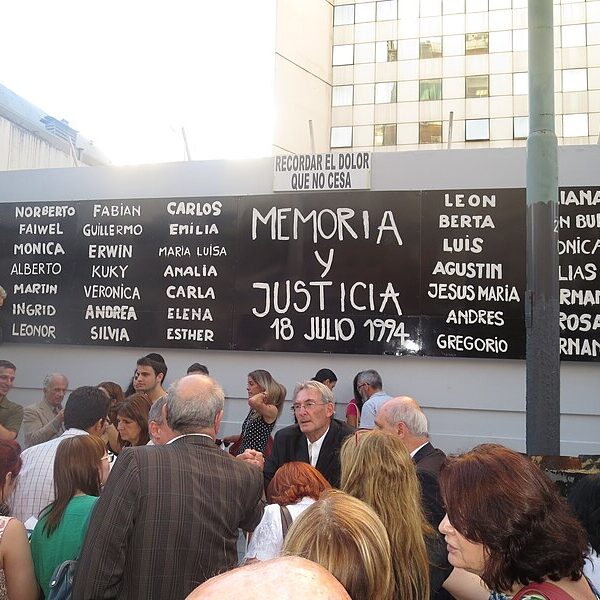 RECORDAR EL DOLOR
QUE NO CESA
NORBERTO
FAIWEL
MONICA
ALBERTO
MARTIN
INGRID
LEONOR
FABIAN
GUILLERMO
ERWIN
KUKY
VERONICA
ANDREA
SILVIA
CARLOS
EMILIA
MARIA LUISA
ANALIA
CARLA
ELENA
ESTHER
MEMORIA
Y
JUSTICIA
18 JULIO 1994
LEON
BERTA
LUIS
AGUSTIN
JESUS MARIA
ANDRES
GREGORIO